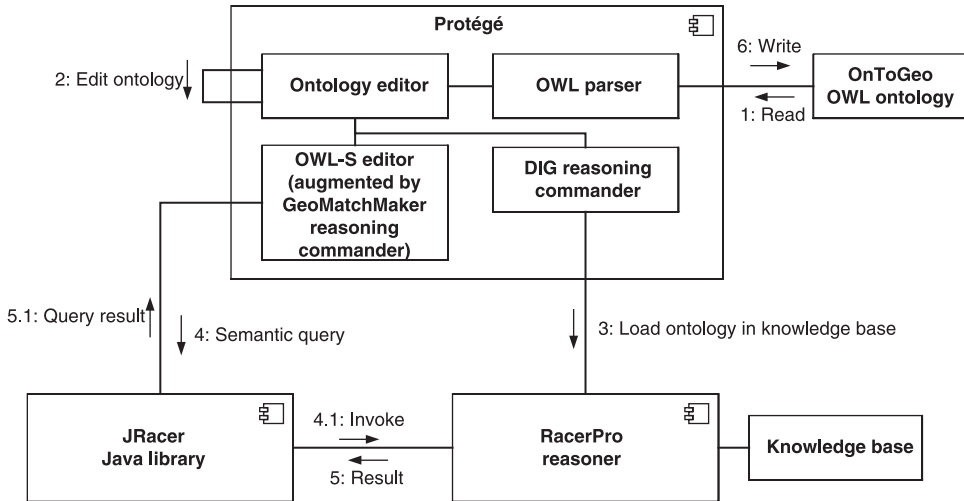 Protégé
6: Write
2: Edit ontology
Ontology editor
OWL parser
OnToGeo
OWL ontology
1: Read
OWL-S editor
(augmented by
GeoMatchMaker
reasoning
commander)
DIG reasoning
commander
5.1: Query result
4: Semantic query
3: Load ontology in knowledge base
JRacer
Java library
4.1: Invoke
5: Result
RacerPro
reasoner
Knowledge base